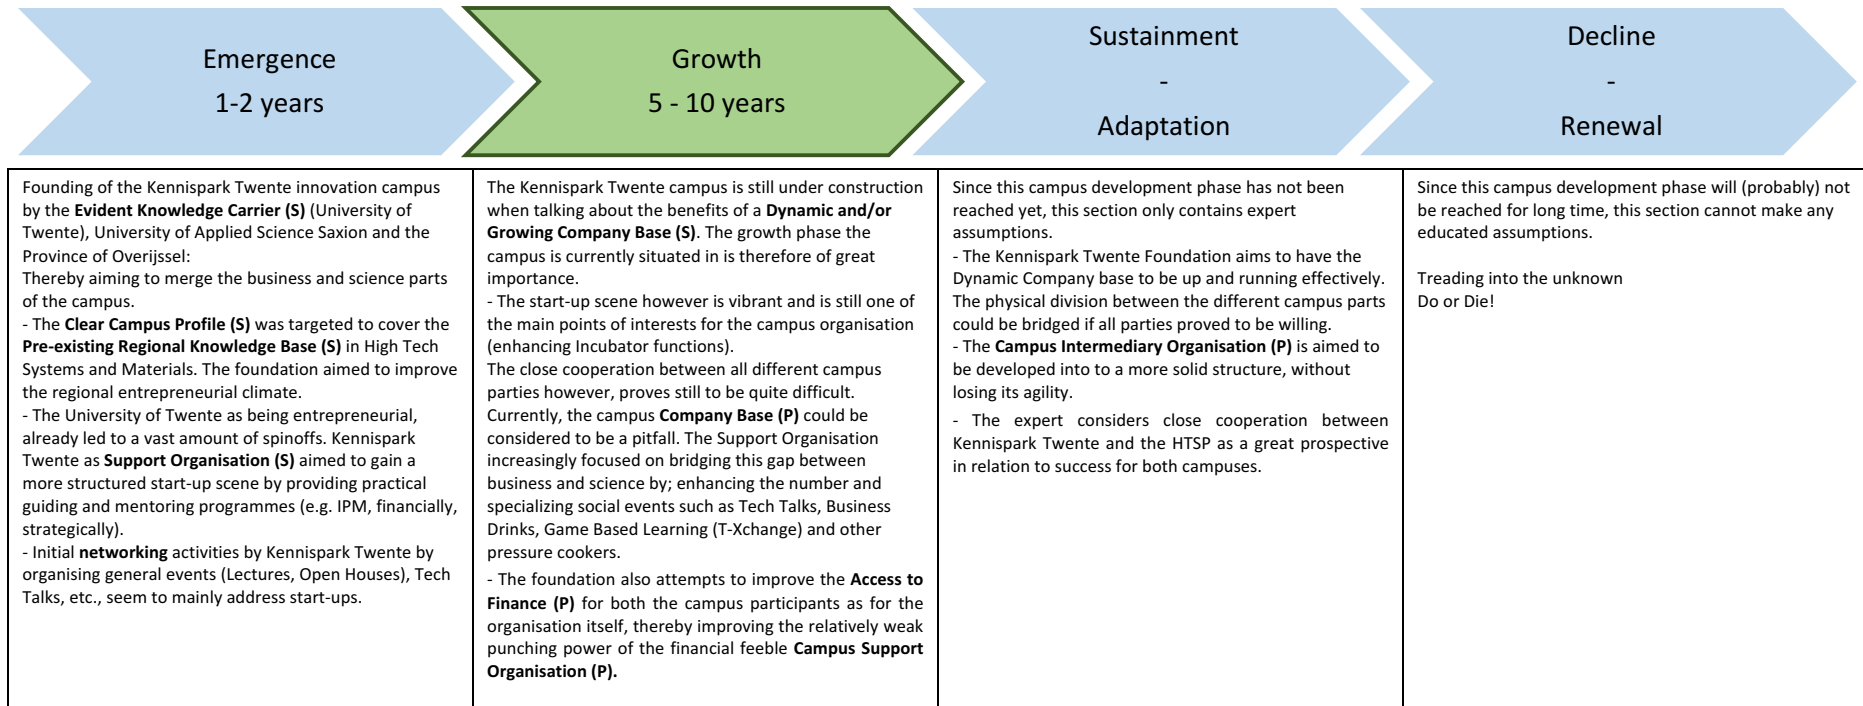 Emergence
1-2 years
Growth
5 - 10 years
Sustainment
-
Adaptation
Decline
-
Renewal
Founding of the Kennispark Twente innovation campus
by the Evident Knowledge Carrier (S) (University of
Twente), University of Applied Science Saxion and the
Province of Overijssel:
Thereby aiming to merge the business and science parts
of the campus.
- The Clear Campus Profile (S) was targeted to cover the
Pre-existing Regional Knowledge Base (S) in High Tech
Systems and Materials. The foundation aimed to improve
the regional entrepreneurial climate.
- The University of Twente as being entrepreneurial,
already led to a vast amount of spinoffs. Kennispark
Twente as Support Organisation (S) aimed to gain a
more structured start-up scene by providing practical
guiding and mentoring programmes (e.g. IPM, financially,
strategically).
- Initial networking activities by Kennispark Twente by
organising general events (Lectures, Open Houses), Tech
Talks, etc., seem to mainly address start-ups.
The Kennispark Twente campus is still under construction
when talking about the benefits of a Dynamic and/or
Growing Company Base (S). The growth phase the
campus is currently situated in is therefore of great
importance.
- The start-up scene however is vibrant and is still one of
the main points of interests for the campus organisation
(enhancing Incubator functions).
The close cooperation between all different campus
parties however, proves still to be quite difficult.
Currently, the campus Company Base (P) could be
considered to be a pitfall. The Support Organisation
increasingly focused on bridging this gap between
business and science by; enhancing the number and
specializing social events such as Tech Talks, Business
Drinks, Game Based Learning (T-Xchange) and other
pressure cookers.
- The foundation also attempts to improve the Access to
Finance (P) for both the campus participants as for the
organisation itself, thereby improving the relatively weak
punching power of the financial feeble Campus Support
Organisation (P).
Since this campus development phase has not been
reached yet, this section only contains expert
assumptions.
- The Kennispark Twente Foundation aims to have the
Dynamic Company base to be up and running effectively.
The physical division between the different campus parts
could be bridged if all parties proved to be willing.
- The Campus Intermediary Organisation (P) is aimed to
be developed into to a more solid structure, without
losing its agility.
- The expert considers close cooperation between
Kennispark Twente and the HTSP as a great prospective
in relation to success for both campuses.
Since this campus development phase will (probably) not
be reached for long time, this section cannot make any
educated assumptions.
Treading into the unknown
Do or Die!